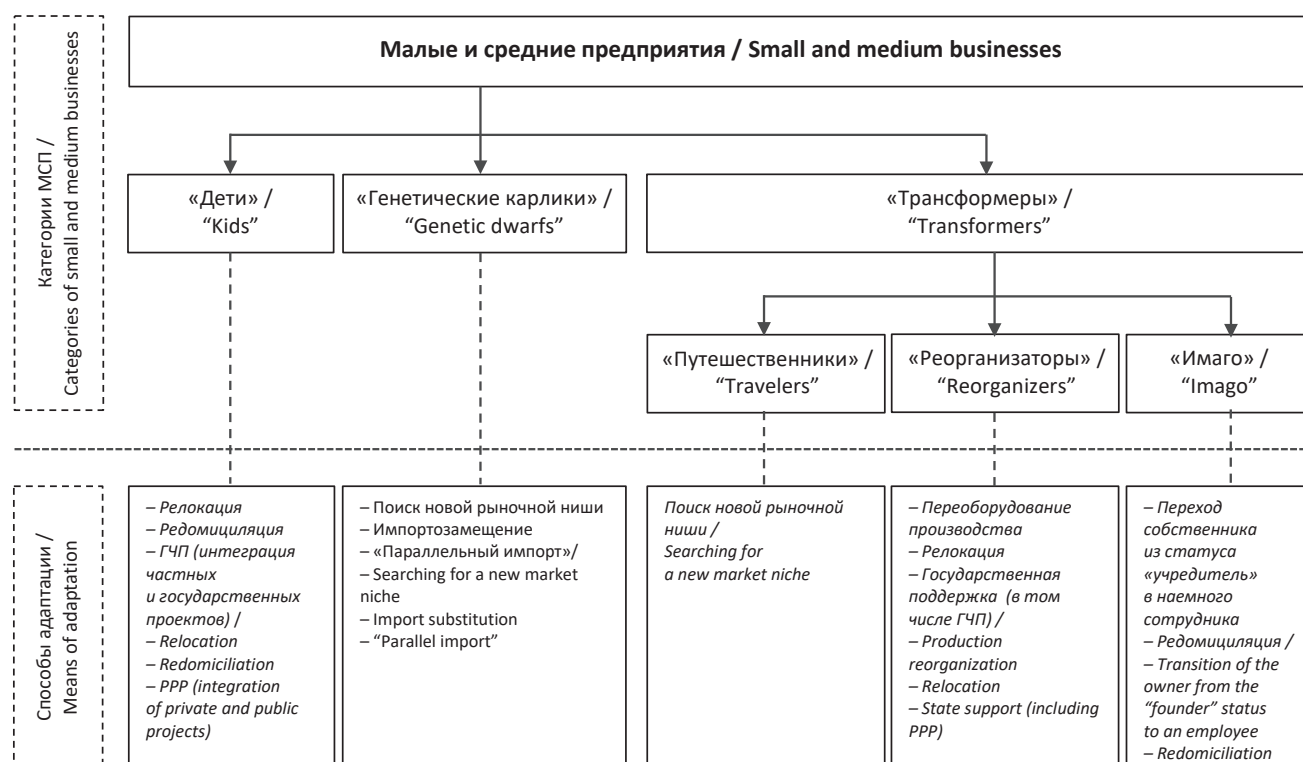 Малые и средние предприятия / Small and medium businesses
Категории МСП /
Categories of small and medium businesses
«Дети» /
“Kids”
«Генетические карлики» /
“Genetic dwarfs”
«Трансформеры» /
“Transformers”
«Путешественники» /
“Travelers”
«Реорганизаторы» /
“Reorganizers”
«Имаго» /
“Imago”
Способы адаптации /
Means of adaptation
– Релокация
– Редомициляция
– ГЧП (интеграция
частных
и государственных
проектов) /
– Relocation
– Redomiciliation
– PPP (integration
of private and public
projects)
– Поиск новой рыночной ниши
– Импортозамещение
– «Параллельный импорт»/
– Searching for a new market
niche
– Import substitution
– “Parallel import”
Поиск новой рыночной
ниши /
Searching for
a new market niche
– Переоборудование
производства
– Релокация
– Государственная
поддержка (в том
числе ГЧП) /
– Production
reorganization
– Relocation
– State support (including
PPP)
– Переход
собственника
из статуса
«учредитель»
в наемного
сотрудника
– Редомициляция /
– Transition of the
owner from the
“founder” status
to an employee
– Redomiciliation